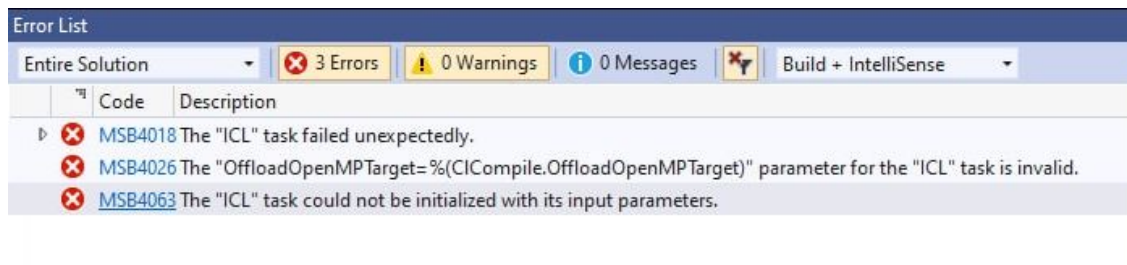 Error List
Entire Solution 3 Errors 0 Warnings 0 Messages Build + IntelliSense
Code Description
MSB4018 The "ICL" task failed unexpectedly.
MSB4026 The "OffloadOpenMPTarget=%(ClCompile.OffloadOpenMPTarget)" parameter for the "ICL" task is invalid.
MSB4063 The "ICL" task could not be initialized with its input parameters.